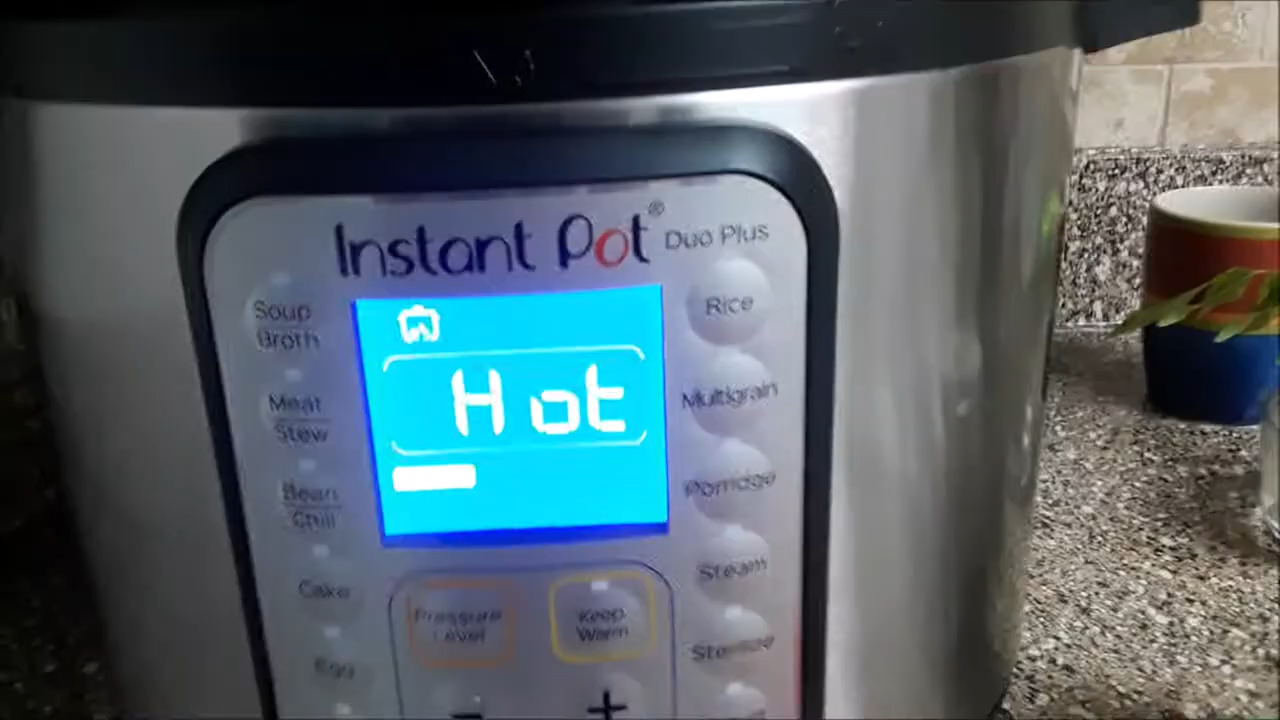 Instant Pot® Duo Plus
Hot
Soup
Broth
Meat
Stew
Bean
Chili
Cake
Egg
Rice
Multigrain
Porridge
Steam
Pressure
Level
Keep
Warm
- +